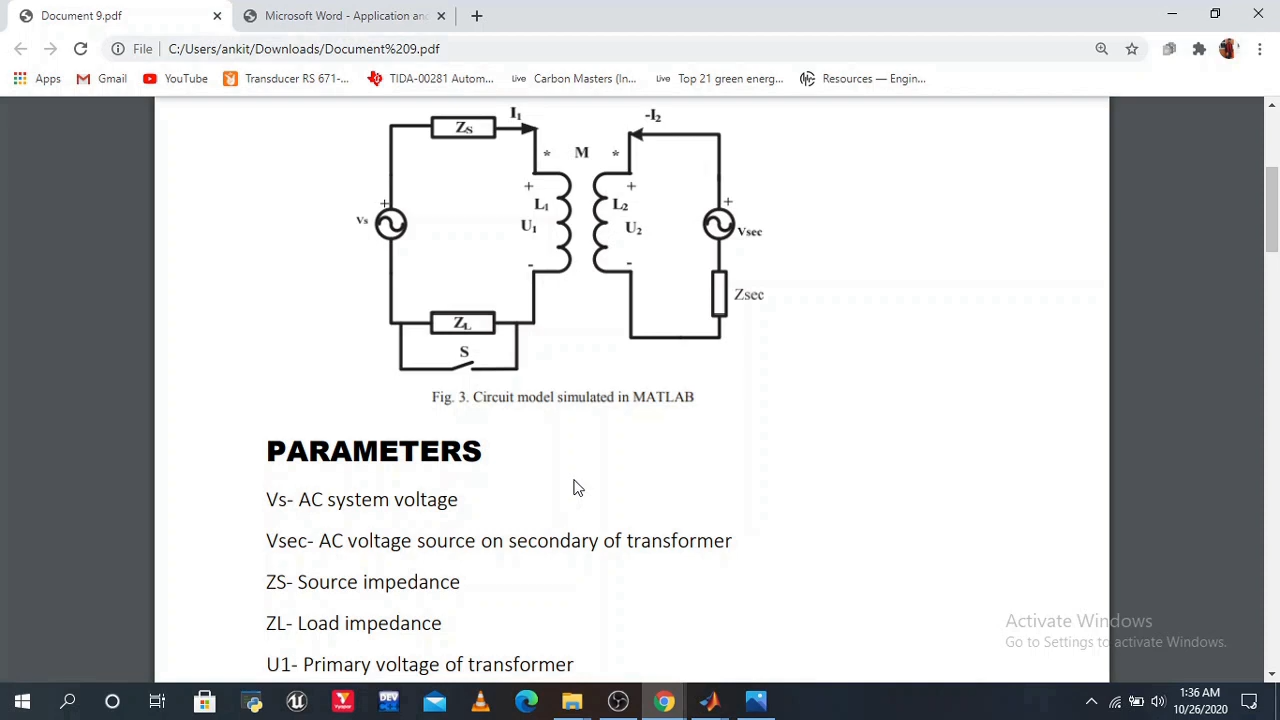 Document 9.pdf
Microsoft Word - Application and
File C:/Users/ankit/Downloads/Document%209.pdf
Apps Gmail YouTube Transducer RS 671-... TIDA-00281 Autom... Live Carbon Masters (In... Live Top 21 green energ... Resources — Engin...
I1 -I2
ZS
* M *
+ +
+ L1 L2 +
Vs U1 U2 Vsec
- -
Zsec
ZL
S
Fig. 3. Circuit model simulated in MATLAB
PARAMETERS
Vs- AC system voltage
Vsec- AC voltage source on secondary of transformer
ZS- Source impedance
ZL- Load impedance
U1- Primary voltage of transformer
Activate Windows
Go to Settings to activate Windows.
DEV
1:36 AM
10/26/2020